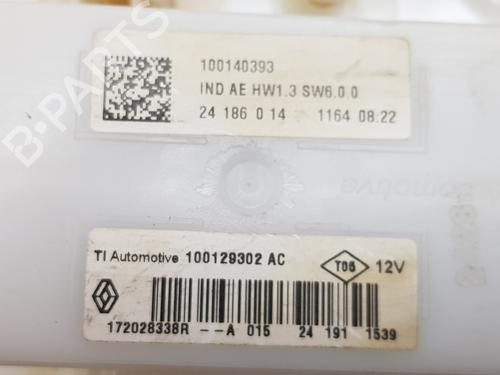 100140393
IND AE HW1.3 SW6.0.0
24 186 0 14 1164 08:22
B-PARTS
TI Automotive 100129302 AC
T05 12V
172028338R --A 015 24 191 1539